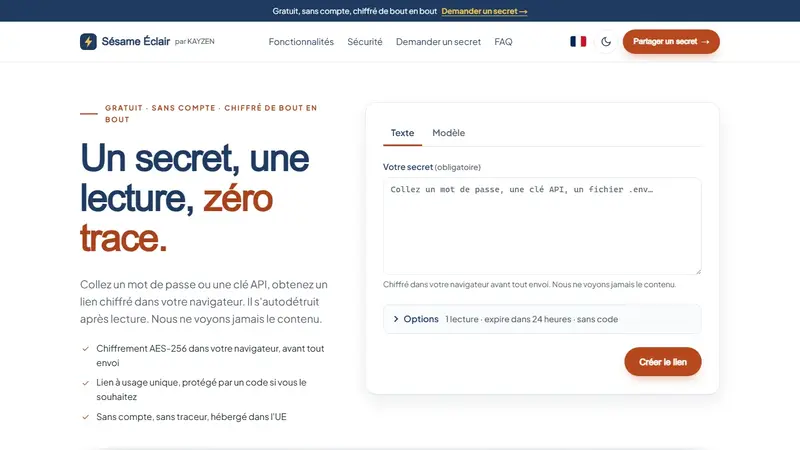 Gratuit, sans compte, chiffré de bout en bout Demander un secret →
Sésame Éclair par KAYZEN
Fonctionnalités Sécurité Demander un secret FAQ
Partager un secret →
GRATUIT · SANS COMPTE · CHIFFRÉ DE BOUT EN
BOUT
Un secret, une
lecture, zéro
trace.
Collez un mot de passe ou une clé API, obtenez un
lien chiffré dans votre navigateur. Il s'autodétruit
après lecture. Nous ne voyons jamais le contenu.
Chiffrement AES-256 dans votre navigateur, avant tout
envoi
Lien à usage unique, protégé par un code si vous le
souhaitez
Sans compte, sans traceur, hébergé dans l'UE
Texte Modèle
Votre secret (obligatoire)
Collez un mot de passe, une clé API, un fichier .env…
Chiffré dans votre navigateur avant tout envoi. Nous ne voyons jamais le contenu.
Options 1 lecture · expire dans 24 heures · sans code
Créer le lien